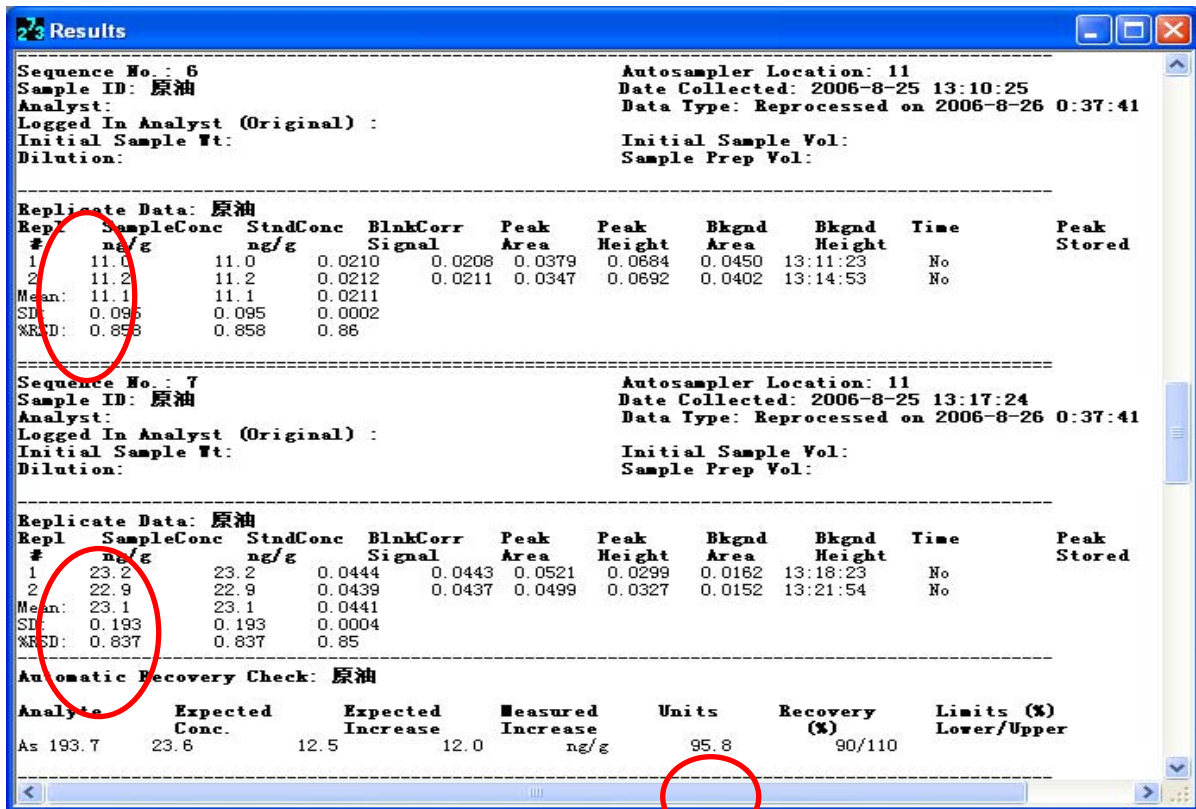 Results
Sequence No.: 6 Autosampler Location: 11
Sample ID: 原油 Date Collected: 2006-8-25 13:10:25
Analyst: Data Type: Reprocessed on 2006-8-26 0:37:41
Logged In Analyst (Original) :
Initial Sample Wt: Initial Sample Vol:
Dilution: Sample Prep Vol:
Replicate Data: 原油
Repl SampleConc StndConc BlnkCorr Peak Peak Bkgnd Bkgnd Time Peak
# ng/g ng/g Signal Area Height Area Height Stored
1 11.0 11.0 0.0210 0.0208 0.0379 0.0684 0.0450 13:11:23 No
2 11.2 11.2 0.0212 0.0211 0.0347 0.0692 0.0402 13:14:53 No
Mean: 11.1 11.1 0.0211
SD: 0.095 0.095 0.0002
%RSD: 0.858 0.858 0.86
Sequence No.: 7 Autosampler Location: 11
Sample ID: 原油 Date Collected: 2006-8-25 13:17:24
Analyst: Data Type: Reprocessed on 2006-8-26 0:37:41
Logged In Analyst (Original) :
Initial Sample Wt: Initial Sample Vol:
Dilution: Sample Prep Vol:
Replicate Data: 原油
Repl SampleConc StndConc BlnkCorr Peak Peak Bkgnd Bkgnd Time Peak
# ng/g ng/g Signal Area Height Area Height Stored
1 23.2 23.2 0.0444 0.0443 0.0521 0.0299 0.0162 13:18:23 No
2 22.9 22.9 0.0439 0.0437 0.0499 0.0327 0.0152 13:21:54 No
Mean: 23.1 23.1 0.0441
SD: 0.193 0.193 0.0004
%RSD: 0.837 0.837 0.85
Automatic Recovery Check: 原油
Analyte Expected Expected Measured Units Recovery Limits (%)
Conc. Increase Increase (%) Lower/Upper
As 193.7 23.6 12.5 12.0 ng/g 95.8 90/110